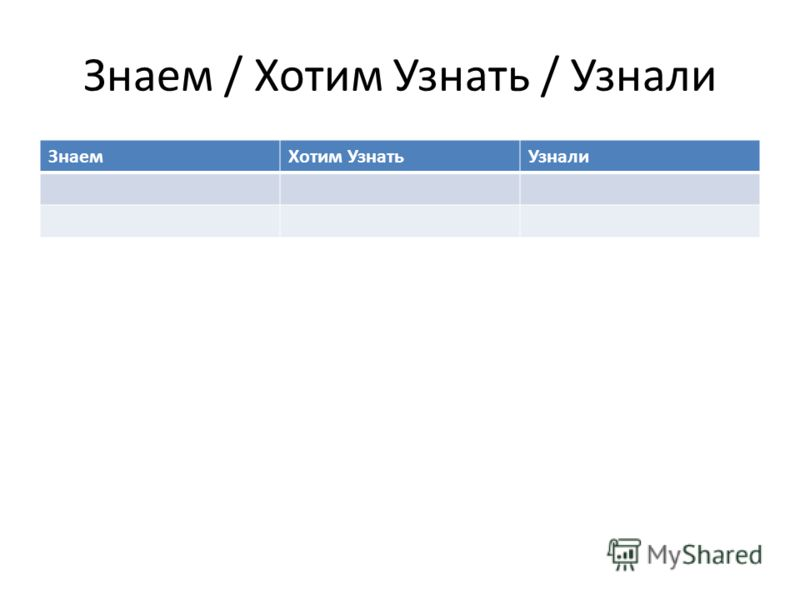 Знаем / Хотим Узнать / Узнали
Знаем Хотим Узнать Узнали
MyShared